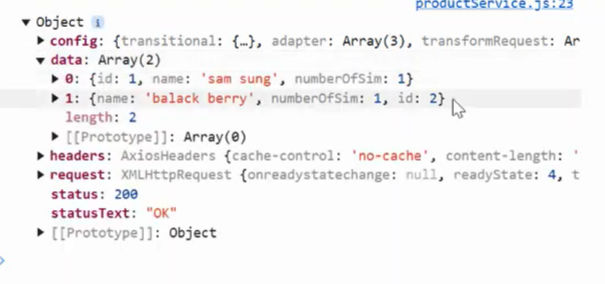 productService.js:23
▼ Object i
▶ config: {transitional: {…}, adapter: Array(3), transformRequest: Ar
▼ data: Array(2)
▶ 0: {id: 1, name: 'sam sung', numberOfSim: 1}
▶ 1: {name: 'balack berry', numberOfSim: 1, id: 2}
length: 2
▶ [[Prototype]]: Array(0)
▶ headers: AxiosHeaders {cache-control: 'no-cache', content-length: '
▶ request: XMLHttpRequest {onreadystatechange: null, readyState: 4, t
status: 200
statusText: "OK"
▶ [[Prototype]]: Object